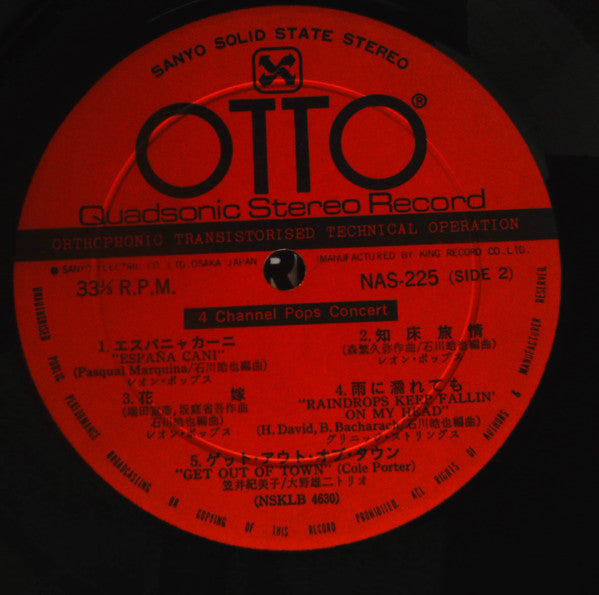 SANYO SOLID STATE STEREO
OTTO®
Quadsonic Stereo Record
ORTHOPHONIC TRANSISTORISED TECHNICAL OPERATION
● SANYO ELECTRIC CO., LTD. OSAKA JAPAN
MANUFACTURED BY KING RECORD CO., LTD.
33⅓ R.P.M.
NAS-225 (SIDE 2)
4 Channel Pops Concert
1. エスパニャカーニ
"ESPAÑA CANI"
(Pasqual Marquina/石川皓也編曲)
レオン・ポップス
2. 知床旅情
(森繁久弥作曲/石川皓也編曲)
レオン・ポップス
3. 花嫁
(端田宣彦、坂庭省吾作曲
石川皓也編曲)
レオン・ポップス
4. 雨に濡れても
"RAINDROPS KEEP FALLIN'
ON MY HEAD"
(H. David, B. Bacharach/石川皓也編曲)
グリニッジ・ストリングス
5. ゲット・アウト・オブ・タウン
"GET OUT OF TOWN" (Cole Porter)
笠井紀美子/大野雄二トリオ
(NSKLB 4630)
UNAUTHORISED PUBLIC PERFORMANCE BROADCASTING OR COPYING OF THIS RECORD PROHIBITED. ALL RIGHTS OF AUTHORS & MANUFACTURER RESERVED.